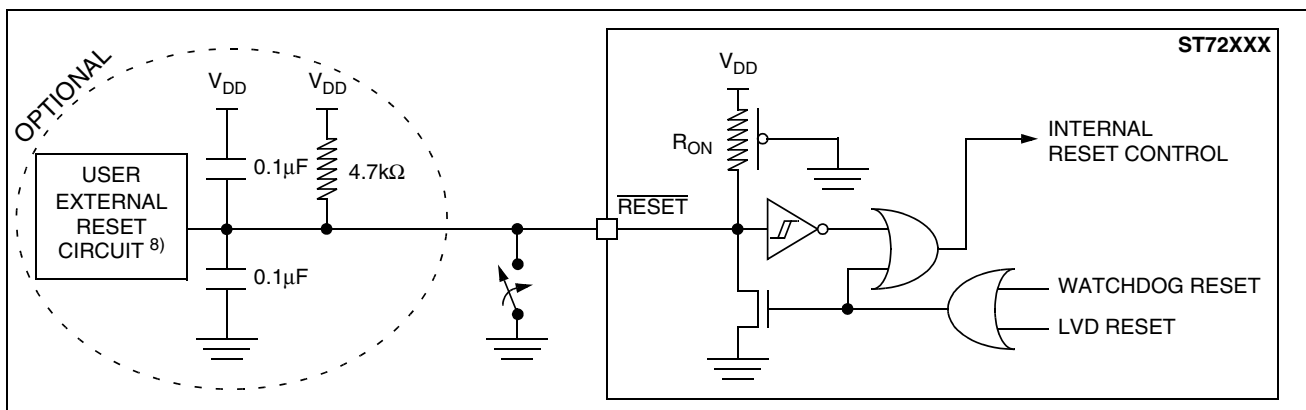 ST72XXX
OPTIONAL
V_DD
V_DD
V_DD
0.1µF
4.7kΩ
R_ON
INTERNAL
RESET CONTROL
USER
EXTERNAL
RESET
CIRCUIT 8)
RESET
0.1µF
WATCHDOG RESET
LVD RESET